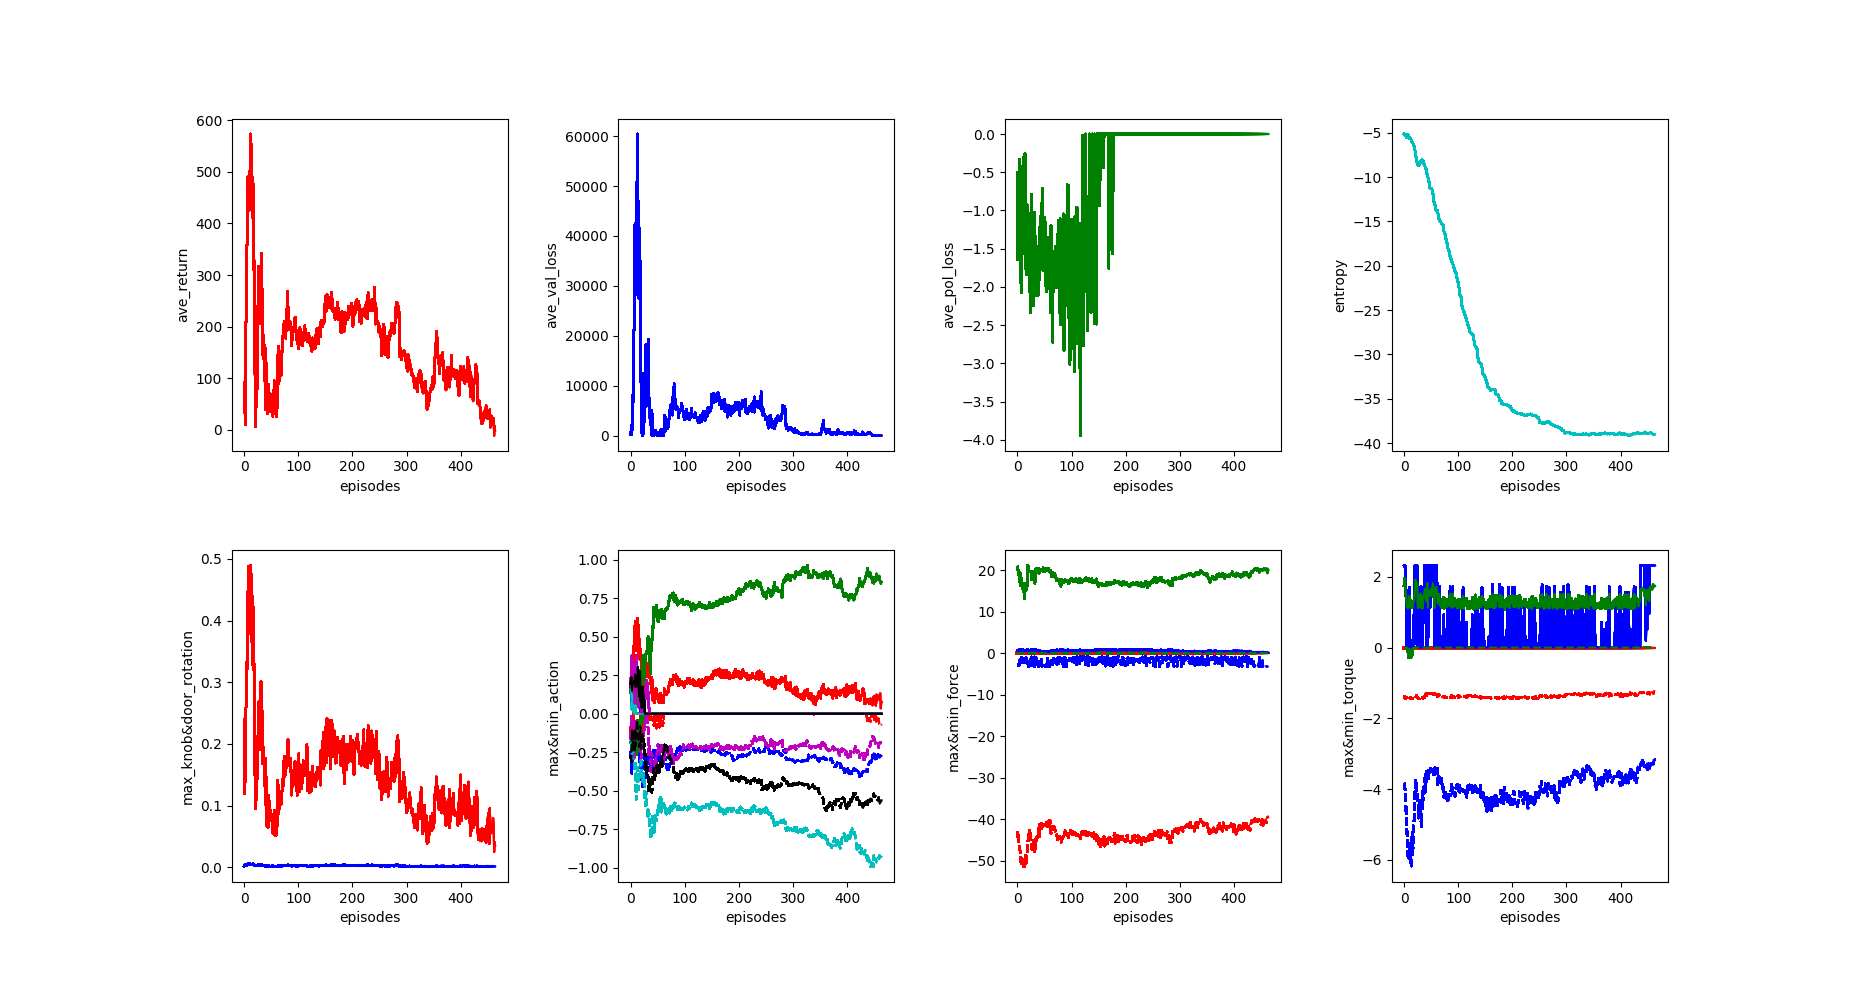 600
500
400
300
200
100
0
ave_return
0 100 200 300 400
episodes
60000
50000
40000
30000
20000
10000
0
ave_val_loss
0 100 200 300 400
episodes
0.0
−0.5
−1.0
−1.5
−2.0
−2.5
−3.0
−3.5
−4.0
ave_pol_loss
0 100 200 300 400
episodes
−5
−10
−15
−20
−25
−30
−35
−40
entropy
0 100 200 300 400
episodes
0.5
0.4
0.3
0.2
0.1
0.0
max_knob&door_rotation
0 100 200 300 400
episodes
1.00
0.75
0.50
0.25
0.00
−0.25
−0.50
−0.75
−1.00
max&min_action
0 100 200 300 400
episodes
20
10
0
−10
−20
−30
−40
−50
max&min_force
0 100 200 300 400
episodes
2
0
−2
−4
−6
max&min_torque
0 100 200 300 400
episodes